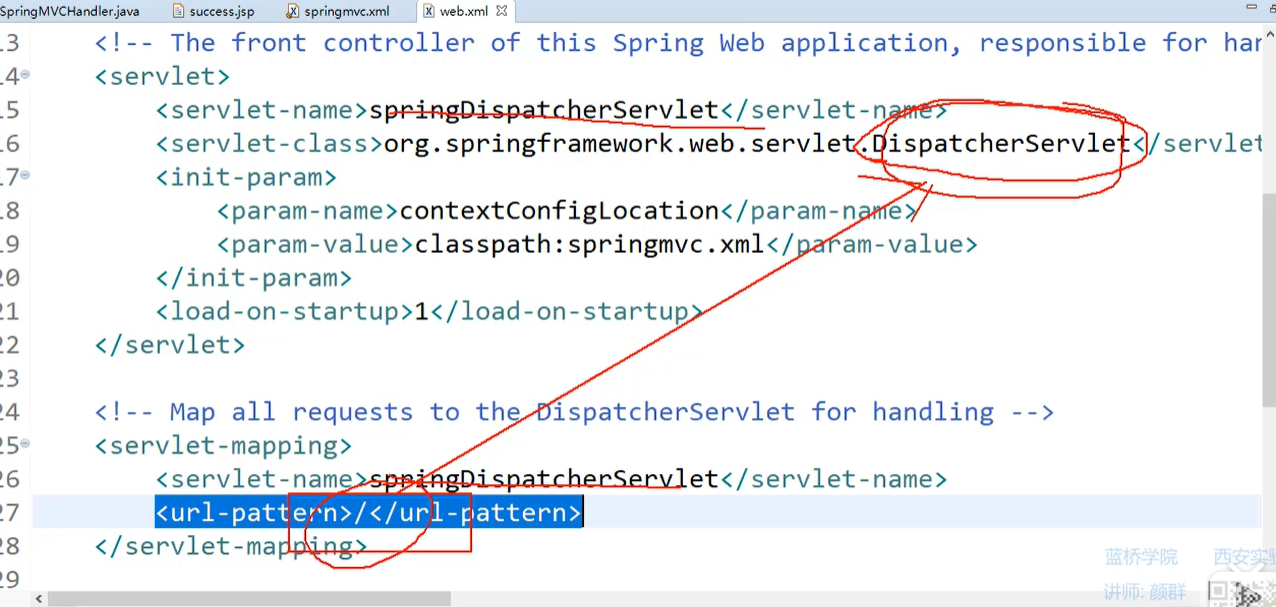 SpringMVCHandler.java success.jsp springmvc.xml web.xml
13 <!-- The front controller of this Spring Web application, responsible for har
14 <servlet>
15 <servlet-name>springDispatcherServlet</servlet-name>
16 <servlet-class>org.springframework.web.servlet.DispatcherServlet</servlet
17 <init-param>
18 <param-name>contextConfigLocation</param-name>
19 <param-value>classpath:springmvc.xml</param-value>
20 </init-param>
21 <load-on-startup>1</load-on-startup>
22 </servlet>
23
24 <!-- Map all requests to the DispatcherServlet for handling -->
25 <servlet-mapping>
26 <servlet-name>springDispatcherServlet</servlet-name>
27 <url-pattern>/</url-pattern>
28 </servlet-mapping>
29
蓝桥学院 西安实
讲师: 颜群